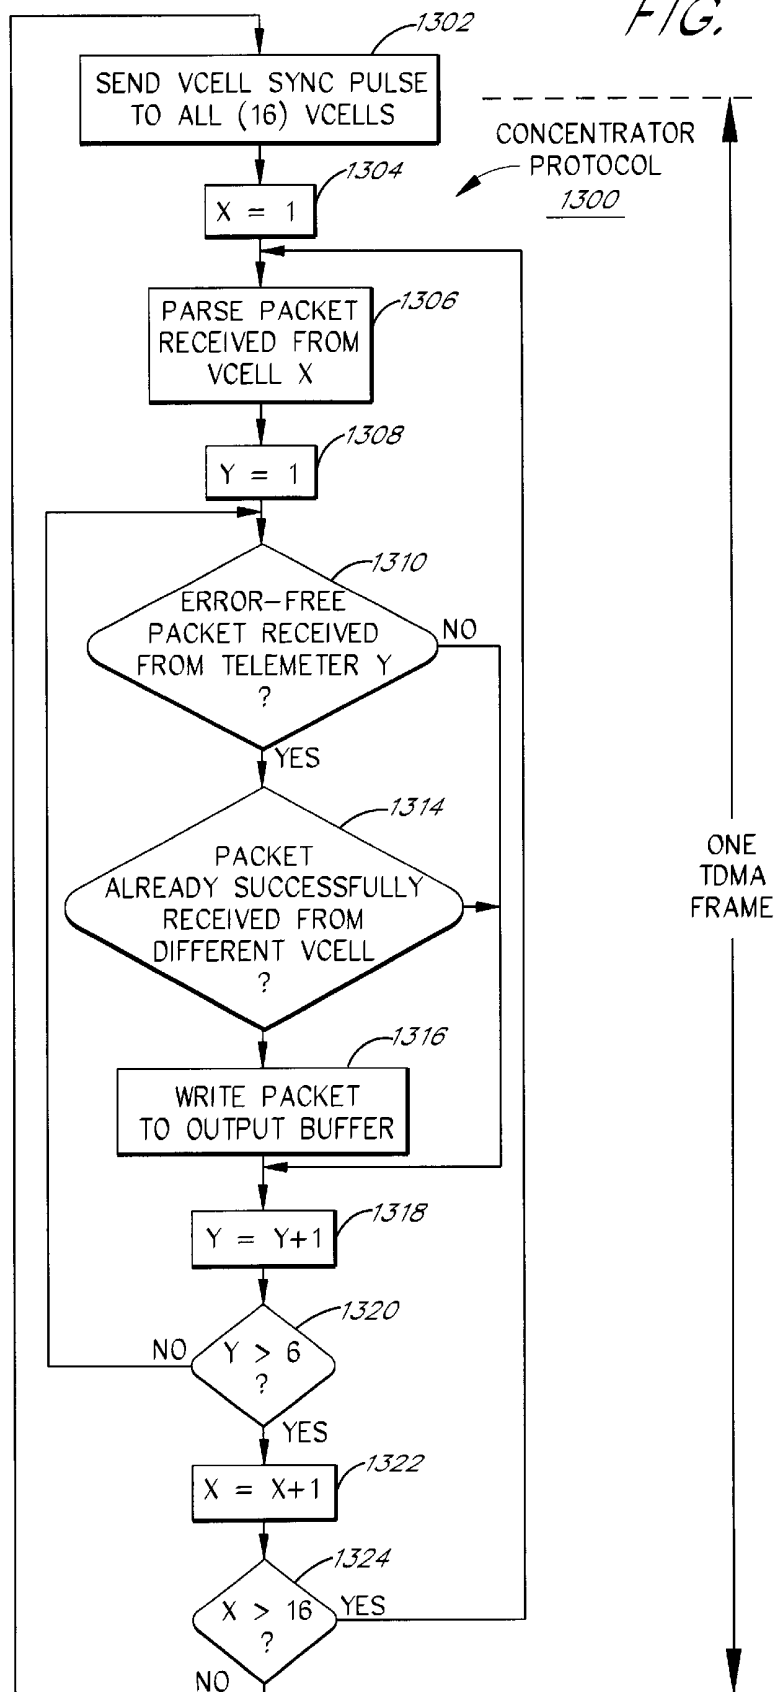 FIG.
1302
SEND VCELL SYNC PULSE
TO ALL (16) VCELLS
CONCENTRATOR
PROTOCOL
1300
1304
X = 1
1306
PARSE PACKET
RECEIVED FROM
VCELL X
1308
Y = 1
1310
ERROR-FREE
PACKET RECEIVED
FROM TELEMETER Y
?
NO
YES
1314
PACKET
ALREADY SUCCESSFULLY
RECEIVED FROM
DIFFERENT VCELL
?
ONE
TDMA
FRAME
1316
WRITE PACKET
TO OUTPUT BUFFER
1318
Y = Y+1
1320
NO
Y > 6
?
YES
1322
X = X+1
1324
X > 16
?
YES
NO